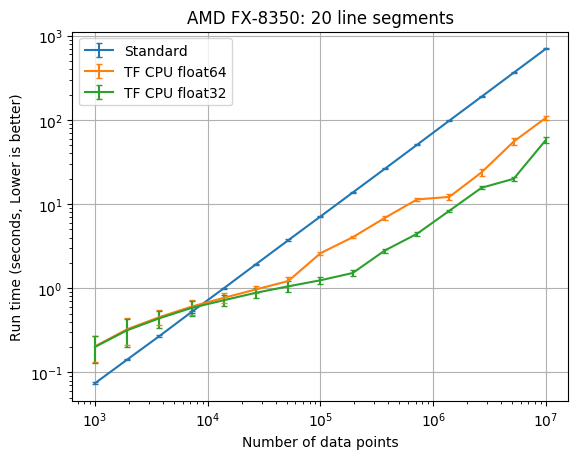 AMD FX-8350: 20 line segments
Standard
TF CPU float64
TF CPU float32
Run time (seconds, Lower is better)
10³
10²
10¹
10⁰
10⁻¹
10³ 10⁴ 10⁵ 10⁶ 10⁷
Number of data points